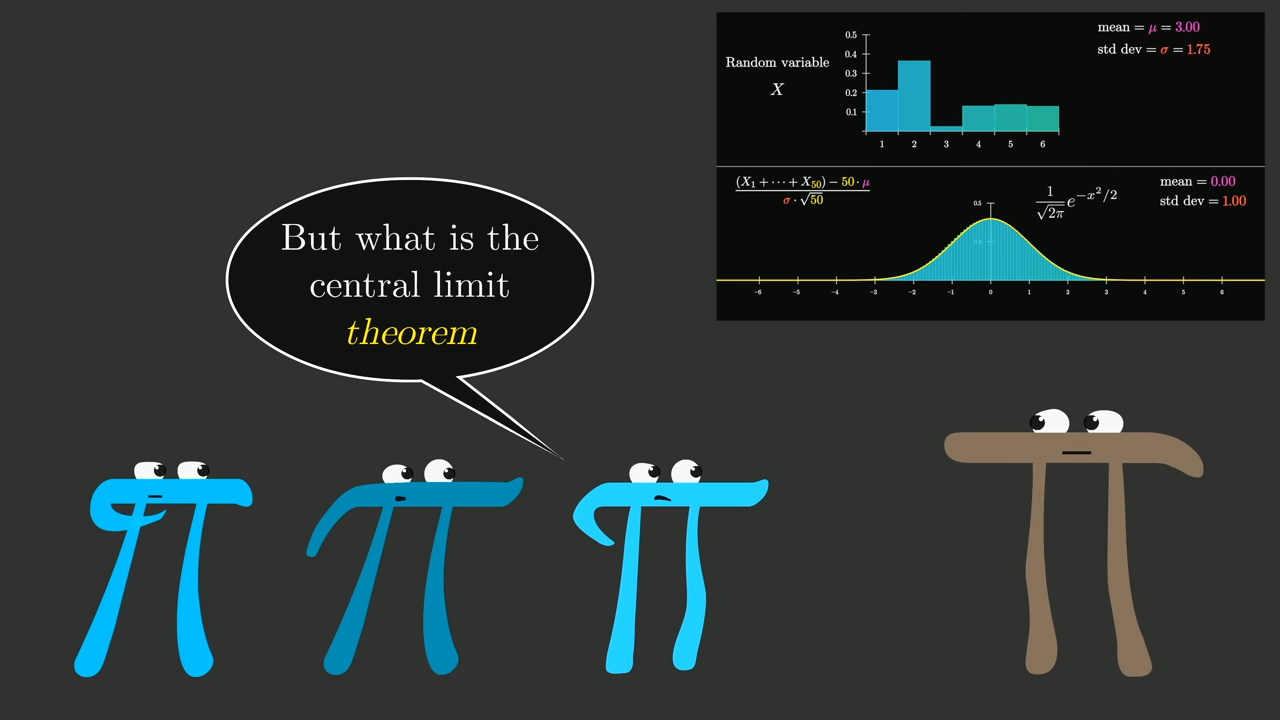 But what is the
central limit
theorem
Random variable
X
0.5
0.4
0.3
0.2
0.1
1 2 3 4 5 6
mean = μ = 3.00
std dev = σ = 1.75
(X₁ + ⋯ + X₅₀) − 50 · μ
σ · √50
0.5
1
√2π e^{−x²/2}
mean = 0.00
std dev = 1.00
−6 −5 −4 −3 −2 −1 0 1 2 3 4 5 6